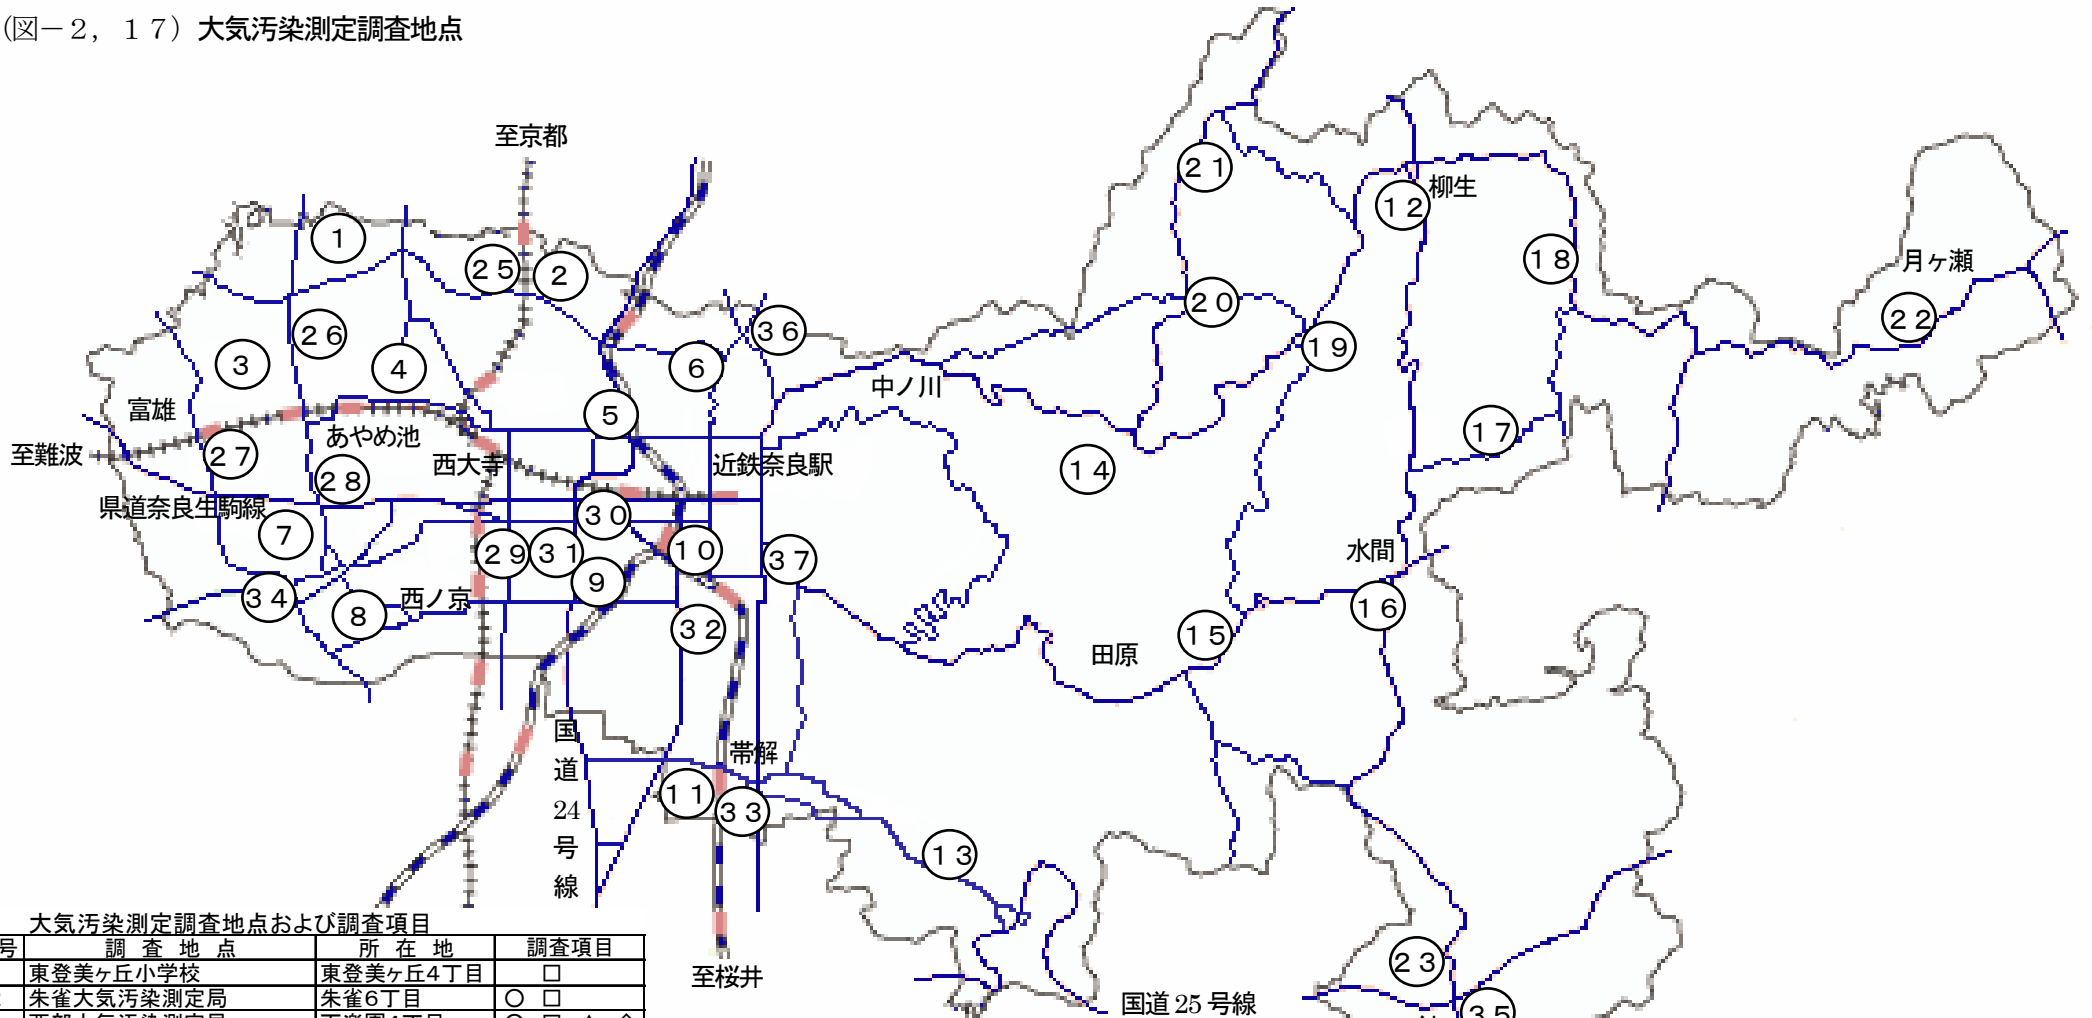 (図－２，１７) 大気汚染測定調査地点
至京都
21
12
柳生
1
25
2
18
月ヶ瀬
20
22
26
36
19
3
4
6
中ノ川
富雄
5
17
あやめ池
至難波
27
西大寺
近鉄奈良駅
14
28
県道奈良生駒線
30
7
29
31
10
37
水間
9
34
西ノ京
8
16
32
15
田原
国道24号線
帯解
11
33
13
大気汚染測定調査地点および調査項目
号 調査地点 所在地 調査項目
東登美ヶ丘小学校 東登美ヶ丘4丁目 □
朱雀大気汚染測定局 朱雀6丁目 ○ □
至桜井
23
国道25号線
35